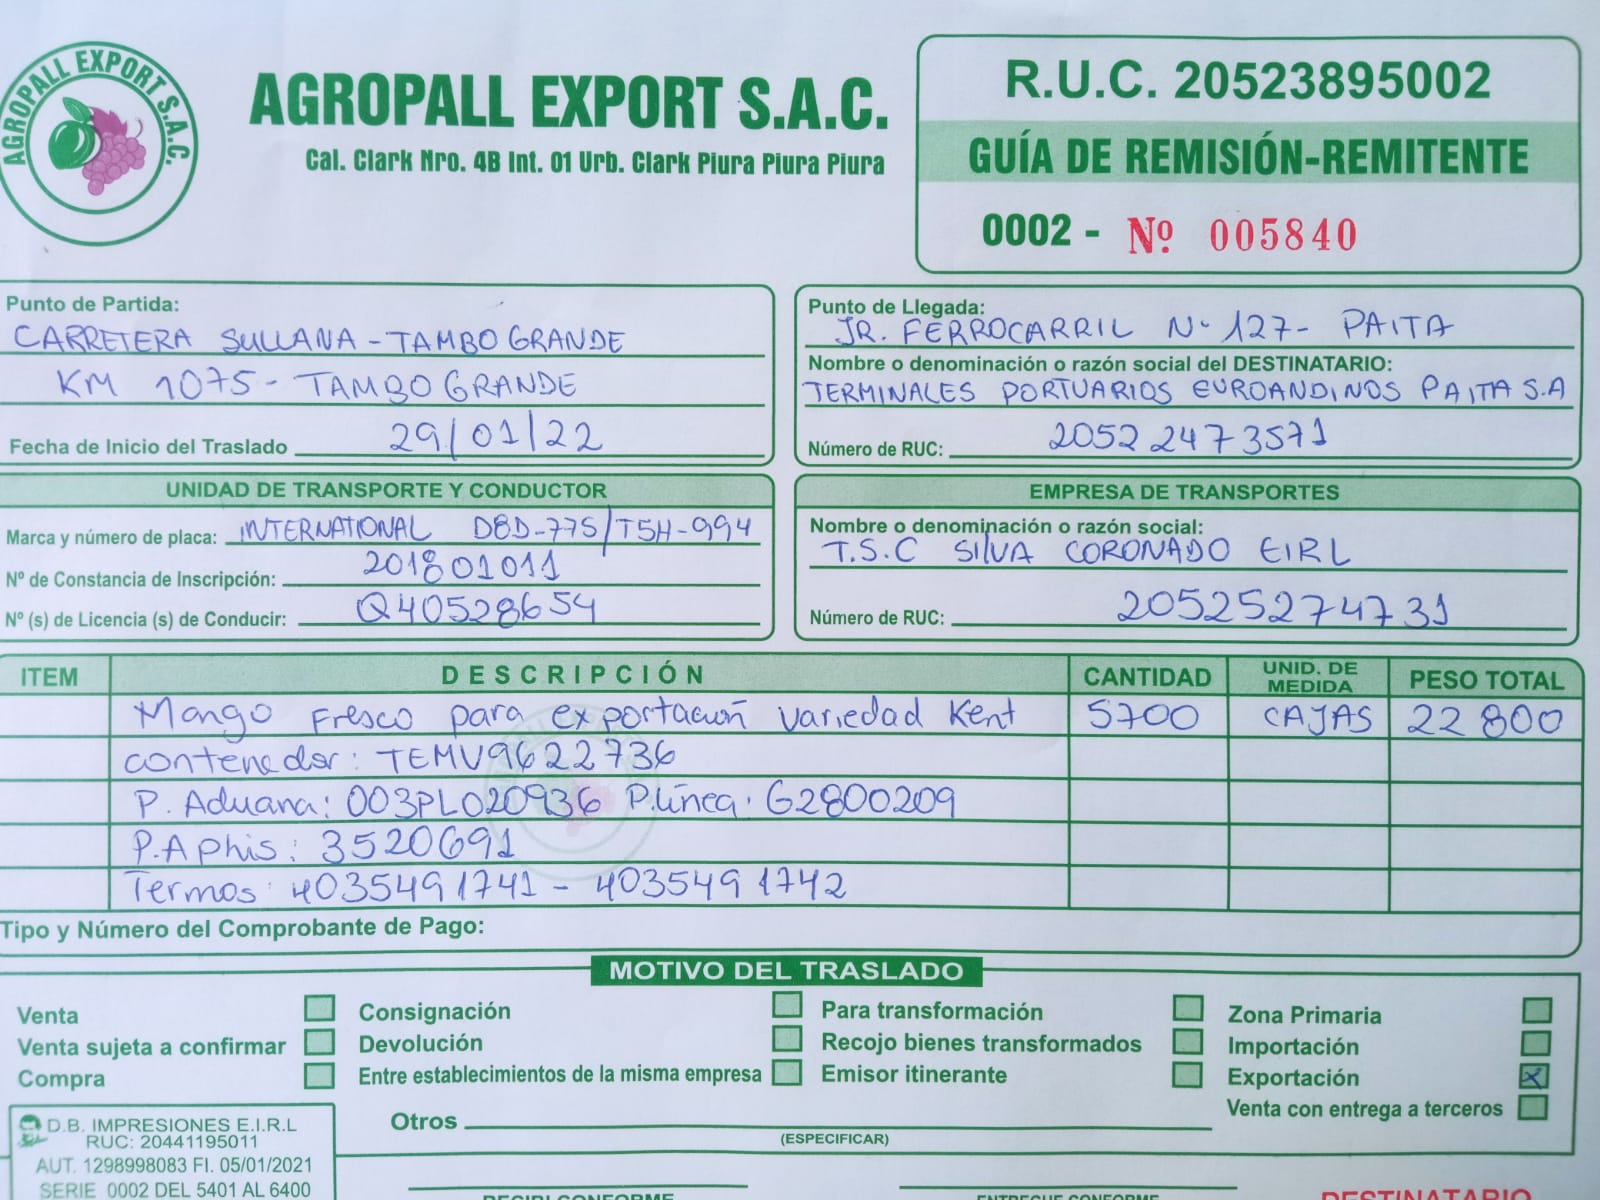 AGROPALL EXPORT S.A.C.
AGROPALL EXPORT S.A.C.
Cal. Clark Nro. 4B Int. 01 Urb. Clark Piura Piura Piura
R.U.C. 20523895002
GUÍA DE REMISIÓN-REMITENTE
0002 - Nº 005840
Punto de Partida:
CARRETERA SULLANA - TAMBOGRANDE
KM 1075 - TAMBOGRANDE
Fecha de Inicio del Traslado 29/01/22
Punto de Llegada:
JR. FERROCARRIL Nº 127 - PAITA
Nombre o denominación o razón social del DESTINATARIO:
TERMINALES PORTUARIOS EUROANDINOS PAITA S.A
Número de RUC: 20522473571
UNIDAD DE TRANSPORTE Y CONDUCTOR
Marca y número de placa: INTERNATIONAL D8D-775/T5H-994
Nº de Constancia de Inscripción: 201801011
Nº (s) de Licencia (s) de Conducir: Q40528654
EMPRESA DE TRANSPORTES
Nombre o denominación o razón social:
T.S.C SILVA CORONADO EIRL
Número de RUC: 20525274731
ITEM DESCRIPCIÓN CANTIDAD UNID. DE MEDIDA PESO TOTAL
Mango Fresco para exportación variedad Kent 5700 CAJAS 22800
contenedor: TEMU9622736
P. Aduana: 003PL020936 P.línea: G2800209
P.Aphis: 3520691
Termos: 4035491741 - 4035491742
Tipo y Número del Comprobante de Pago:
MOTIVO DEL TRASLADO
Venta Consignación Para transformación Zona Primaria
Venta sujeta a confirmar Devolución Recojo bienes transformados Importación
Compra Entre establecimientos de la misma empresa Emisor itinerante Exportación X
Venta con entrega a terceros
Otros
(ESPECIFICAR)
D.B. IMPRESIONES E.I.R.L
RUC: 20441195011
AUT. 1298998083 FI. 05/01/2021
SERIE 0002 DEL 5401 AL 6400
RECIBI CONFORME ENTREGUE CONFORME DESTINATARIO